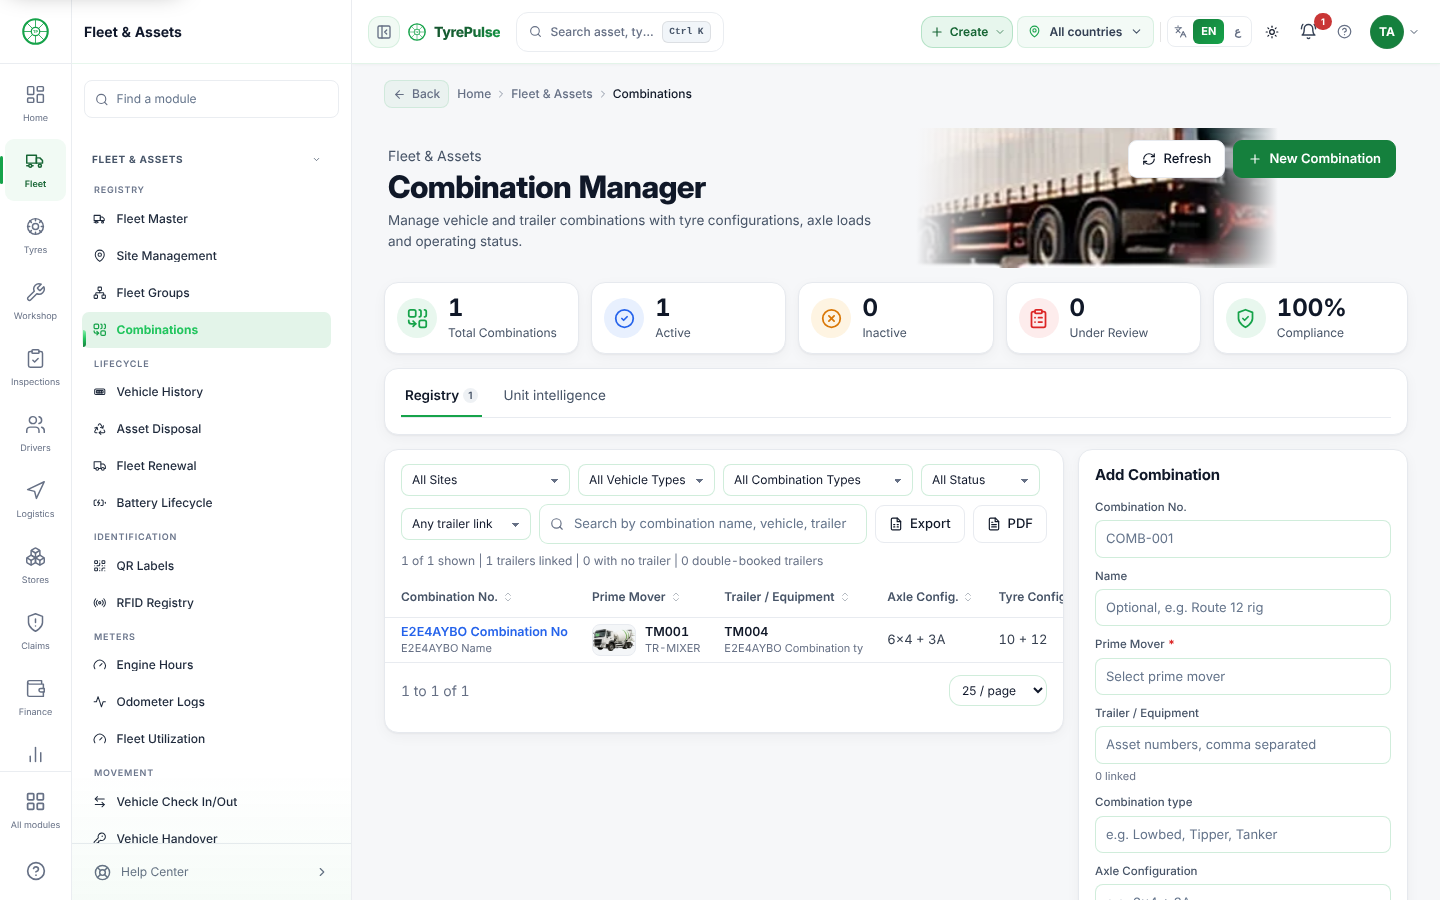 Fleet & Assets
TyrePulse
Search asset, ty...
Ctrl K
Create
All countries
EN
ع
1
TA
Home
Fleet
Tyres
Workshop
Inspections
Drivers
Logistics
Stores
Claims
Finance
All modules
Find a module
FLEET & ASSETS
REGISTRY
Fleet Master
Site Management
Fleet Groups
Combinations
LIFECYCLE
Vehicle History
Asset Disposal
Fleet Renewal
Battery Lifecycle
IDENTIFICATION
QR Labels
RFID Registry
METERS
Engine Hours
Odometer Logs
Fleet Utilization
MOVEMENT
Vehicle Check In/Out
Vehicle Handover
Help Center
Back
Home
Fleet & Assets
Combinations
Fleet & Assets
Combination Manager
Manage vehicle and trailer combinations with tyre configurations, axle loads
and operating status.
Refresh
New Combination
1
Total Combinations
1
Active
0
Inactive
0
Under Review
100%
Compliance
Registry 1
Unit intelligence
All Sites
All Vehicle Types
All Combination Types
All Status
Any trailer link
Search by combination name, vehicle, trailer
Export
PDF
1 of 1 shown | 1 trailers linked | 0 with no trailer | 0 double-booked trailers
Combination No.
Prime Mover
Trailer / Equipment
Axle Config.
Tyre Config
E2E4AYBO Combination No
E2E4AYBO Name
TM001
TR-MIXER
TM004
E2E4AYBO Combination ty
6×4 + 3A
10 + 12
1 to 1 of 1
25 / page
Add Combination
Combination No.
COMB-001
Name
Optional, e.g. Route 12 rig
Prime Mover *
Select prime mover
Trailer / Equipment
Asset numbers, comma separated
0 linked
Combination type
e.g. Lowbed, Tipper, Tanker
Axle Configuration